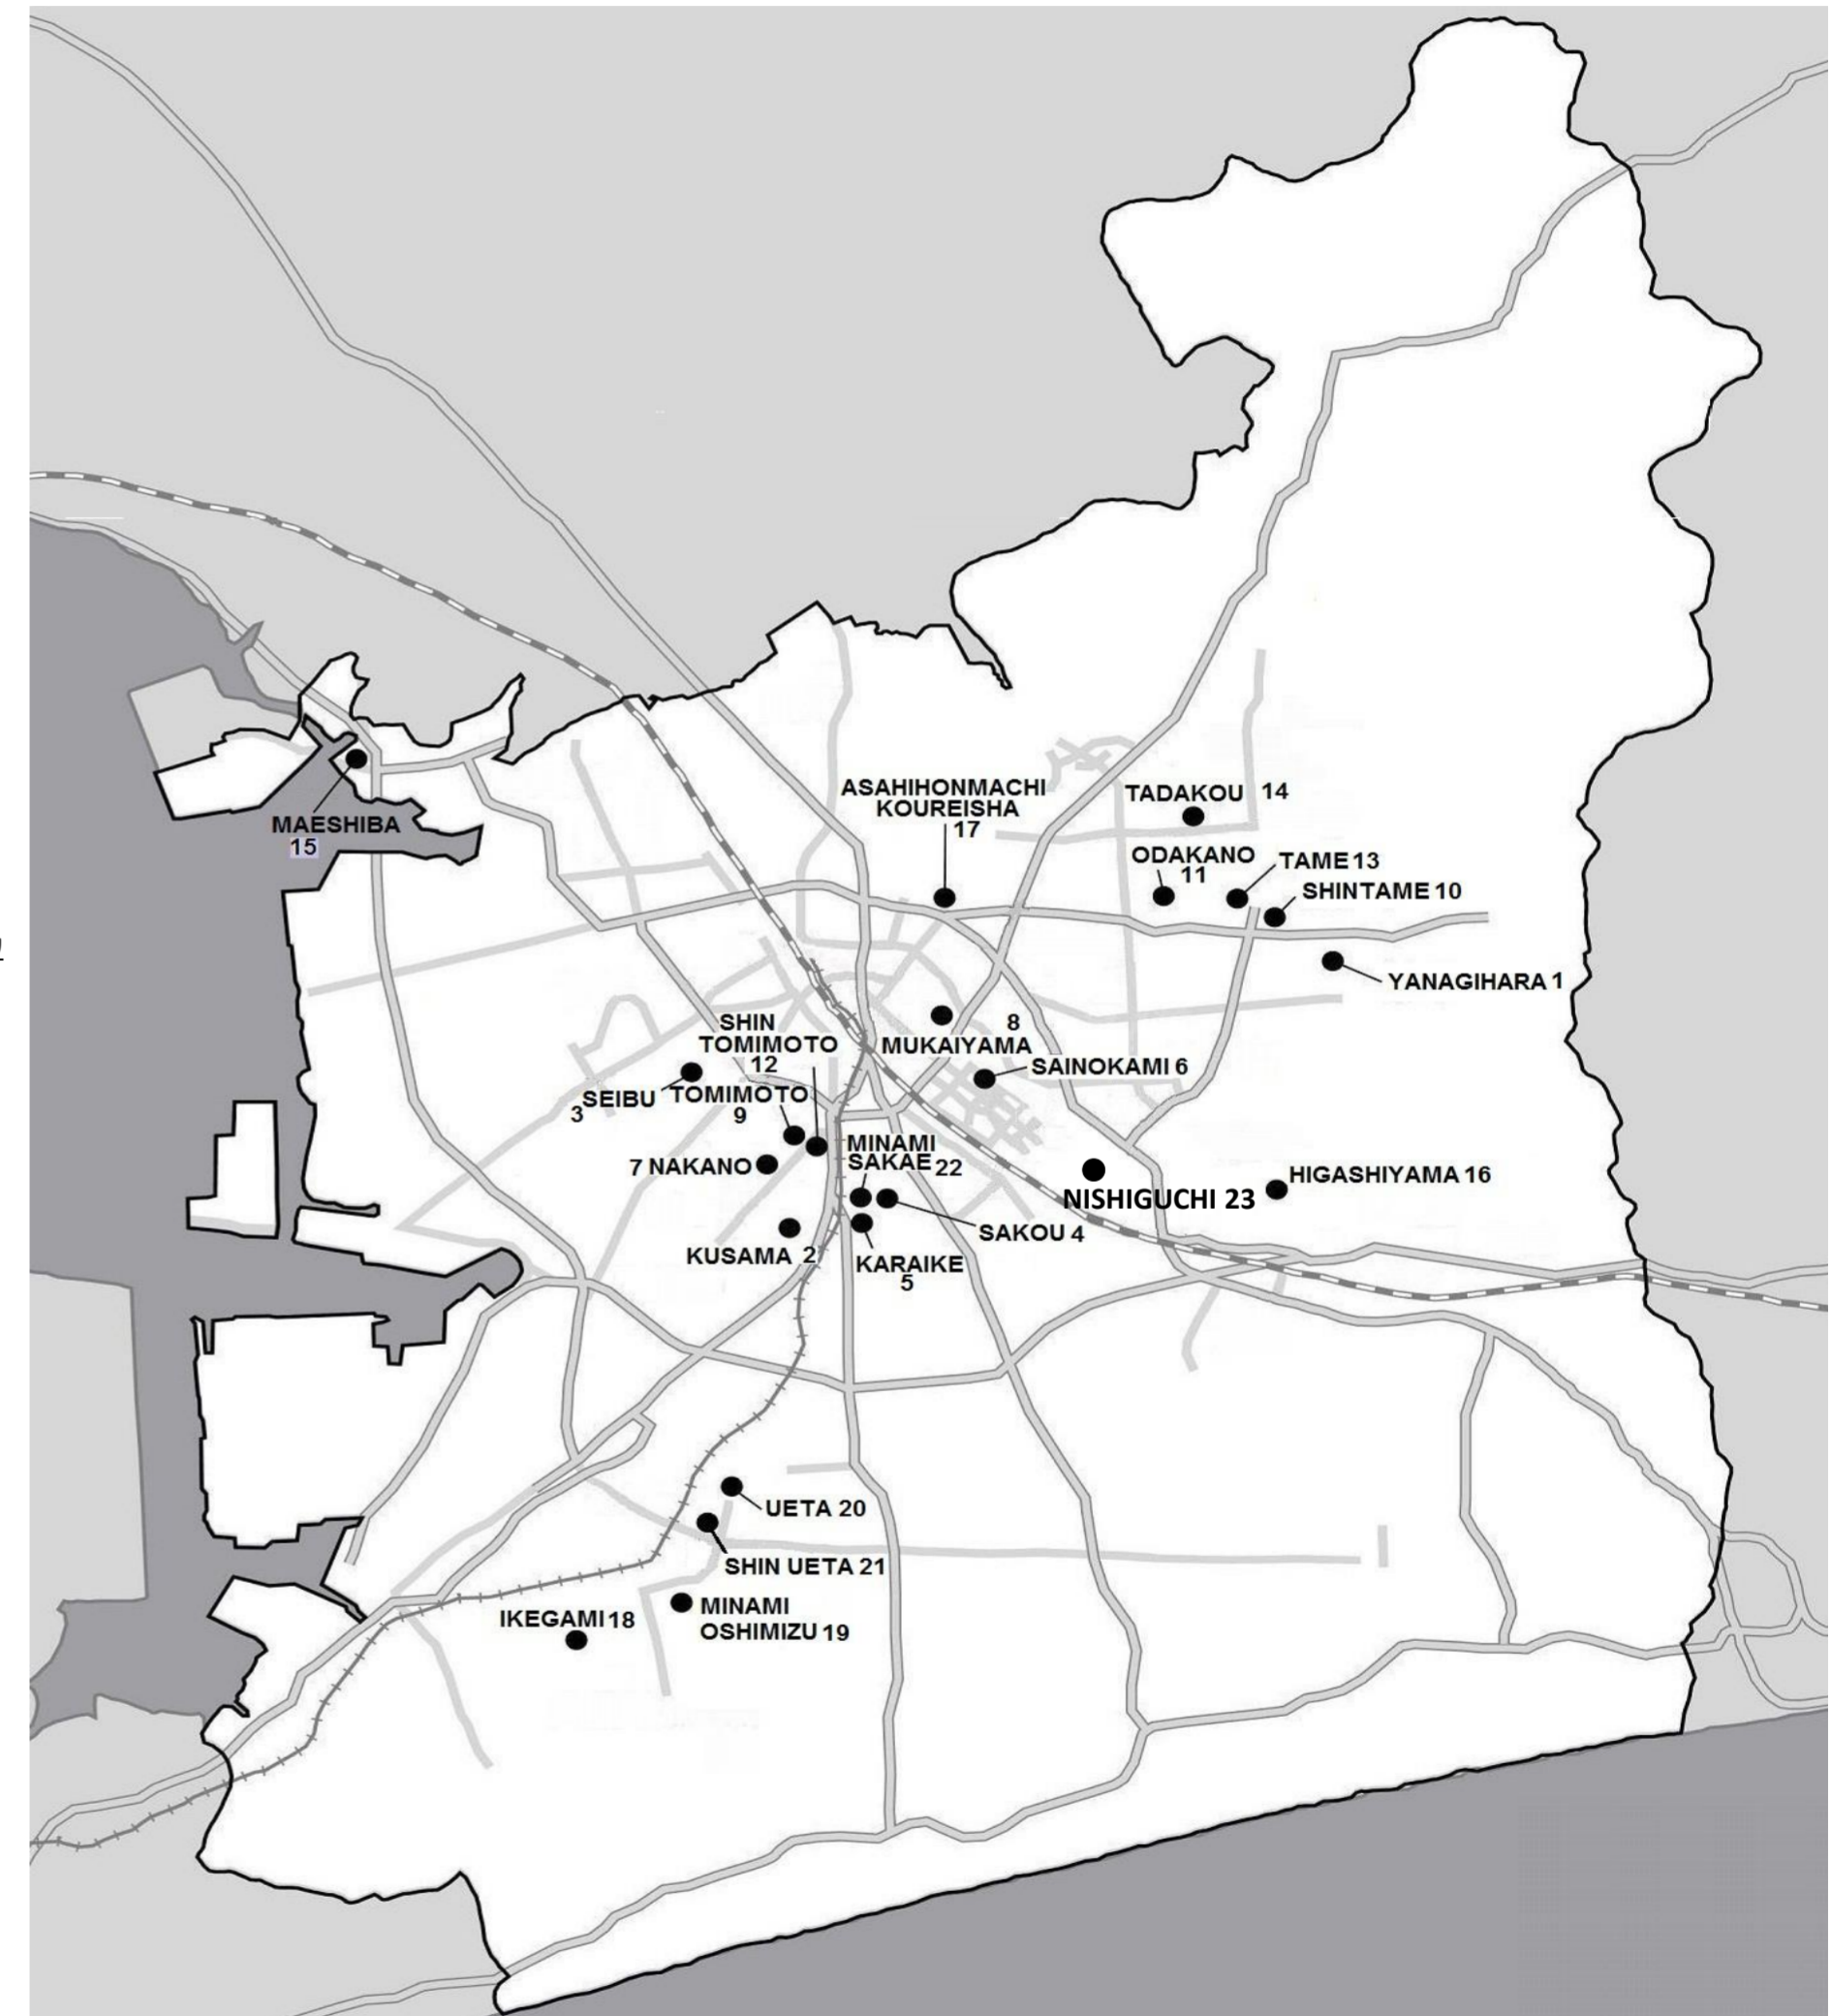 ASAHIHONMACHI
KOUREISHA
17
TADAKOU 14
MAESHIBA
15
ODAKANO
11
TAME 13
SHINTAME 10
YANAGIHARA 1
SHIN
TOMIMOTO
12
8
MUKAIYAMA
SAINOKAMI 6
3 SEIBU
TOMIMOTO
9
MINAMI
SAKAE 22
7 NAKANO
HIGASHIYAMA 16
NISHIGUCHI 23
SAKOU 4
KUSAMA 2
KARAIKE
5
UETA 20
SHIN UETA 21
IKEGAMI 18
MINAMI
OSHIMIZU 19